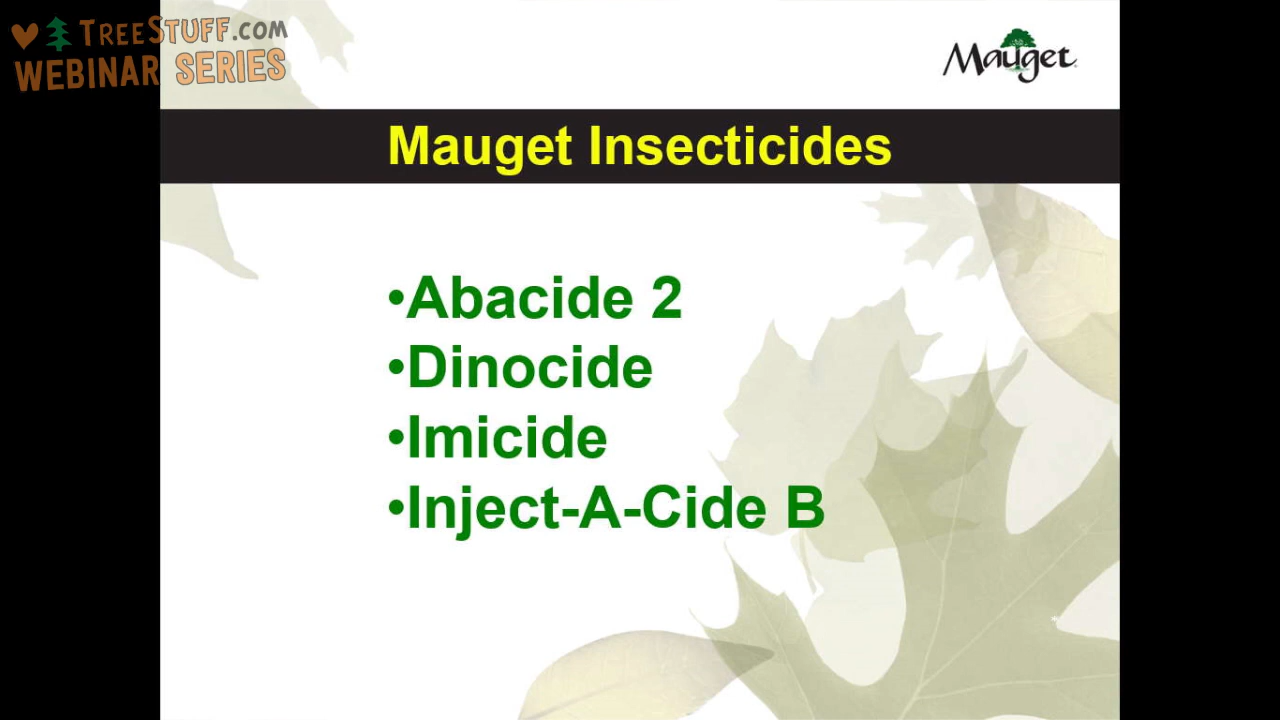 TREESTUFF.COM
WEBINAR SERIES
Mauget
Mauget Insecticides
•Abacide 2
•Dinocide
•Imicide
•Inject-A-Cide B